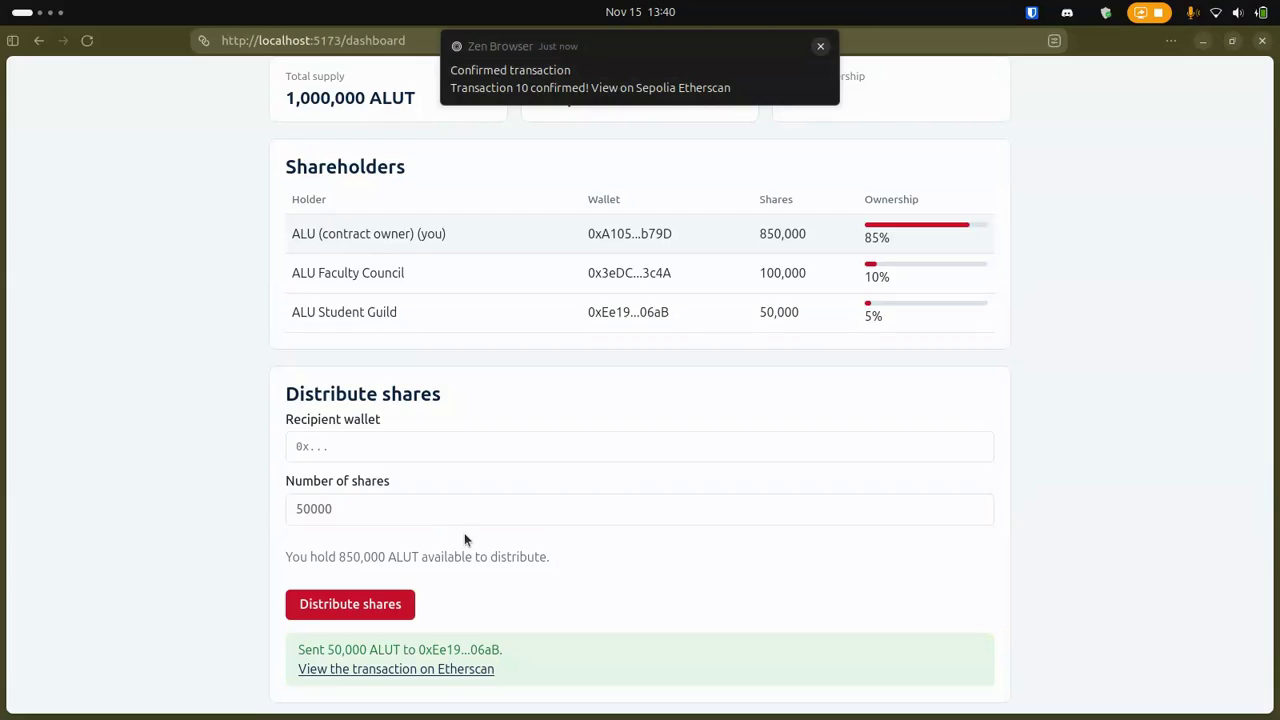 Nov 15 13:40
http://localhost:5173/dashboard
Zen Browser Just now
Confirmed transaction
Transaction 10 confirmed! View on Sepolia Etherscan
Total supply
1,000,000 ALUT
Shareholders
Holder Wallet Shares Ownership
ALU (contract owner) (you) 0xA105...b79D 850,000 85%
ALU Faculty Council 0x3eDC...3c4A 100,000 10%
ALU Student Guild 0xEe19...06aB 50,000 5%
Distribute shares
Recipient wallet
0x...
Number of shares
50000
You hold 850,000 ALUT available to distribute.
Distribute shares
Sent 50,000 ALUT to 0xEe19...06aB.
View the transaction on Etherscan